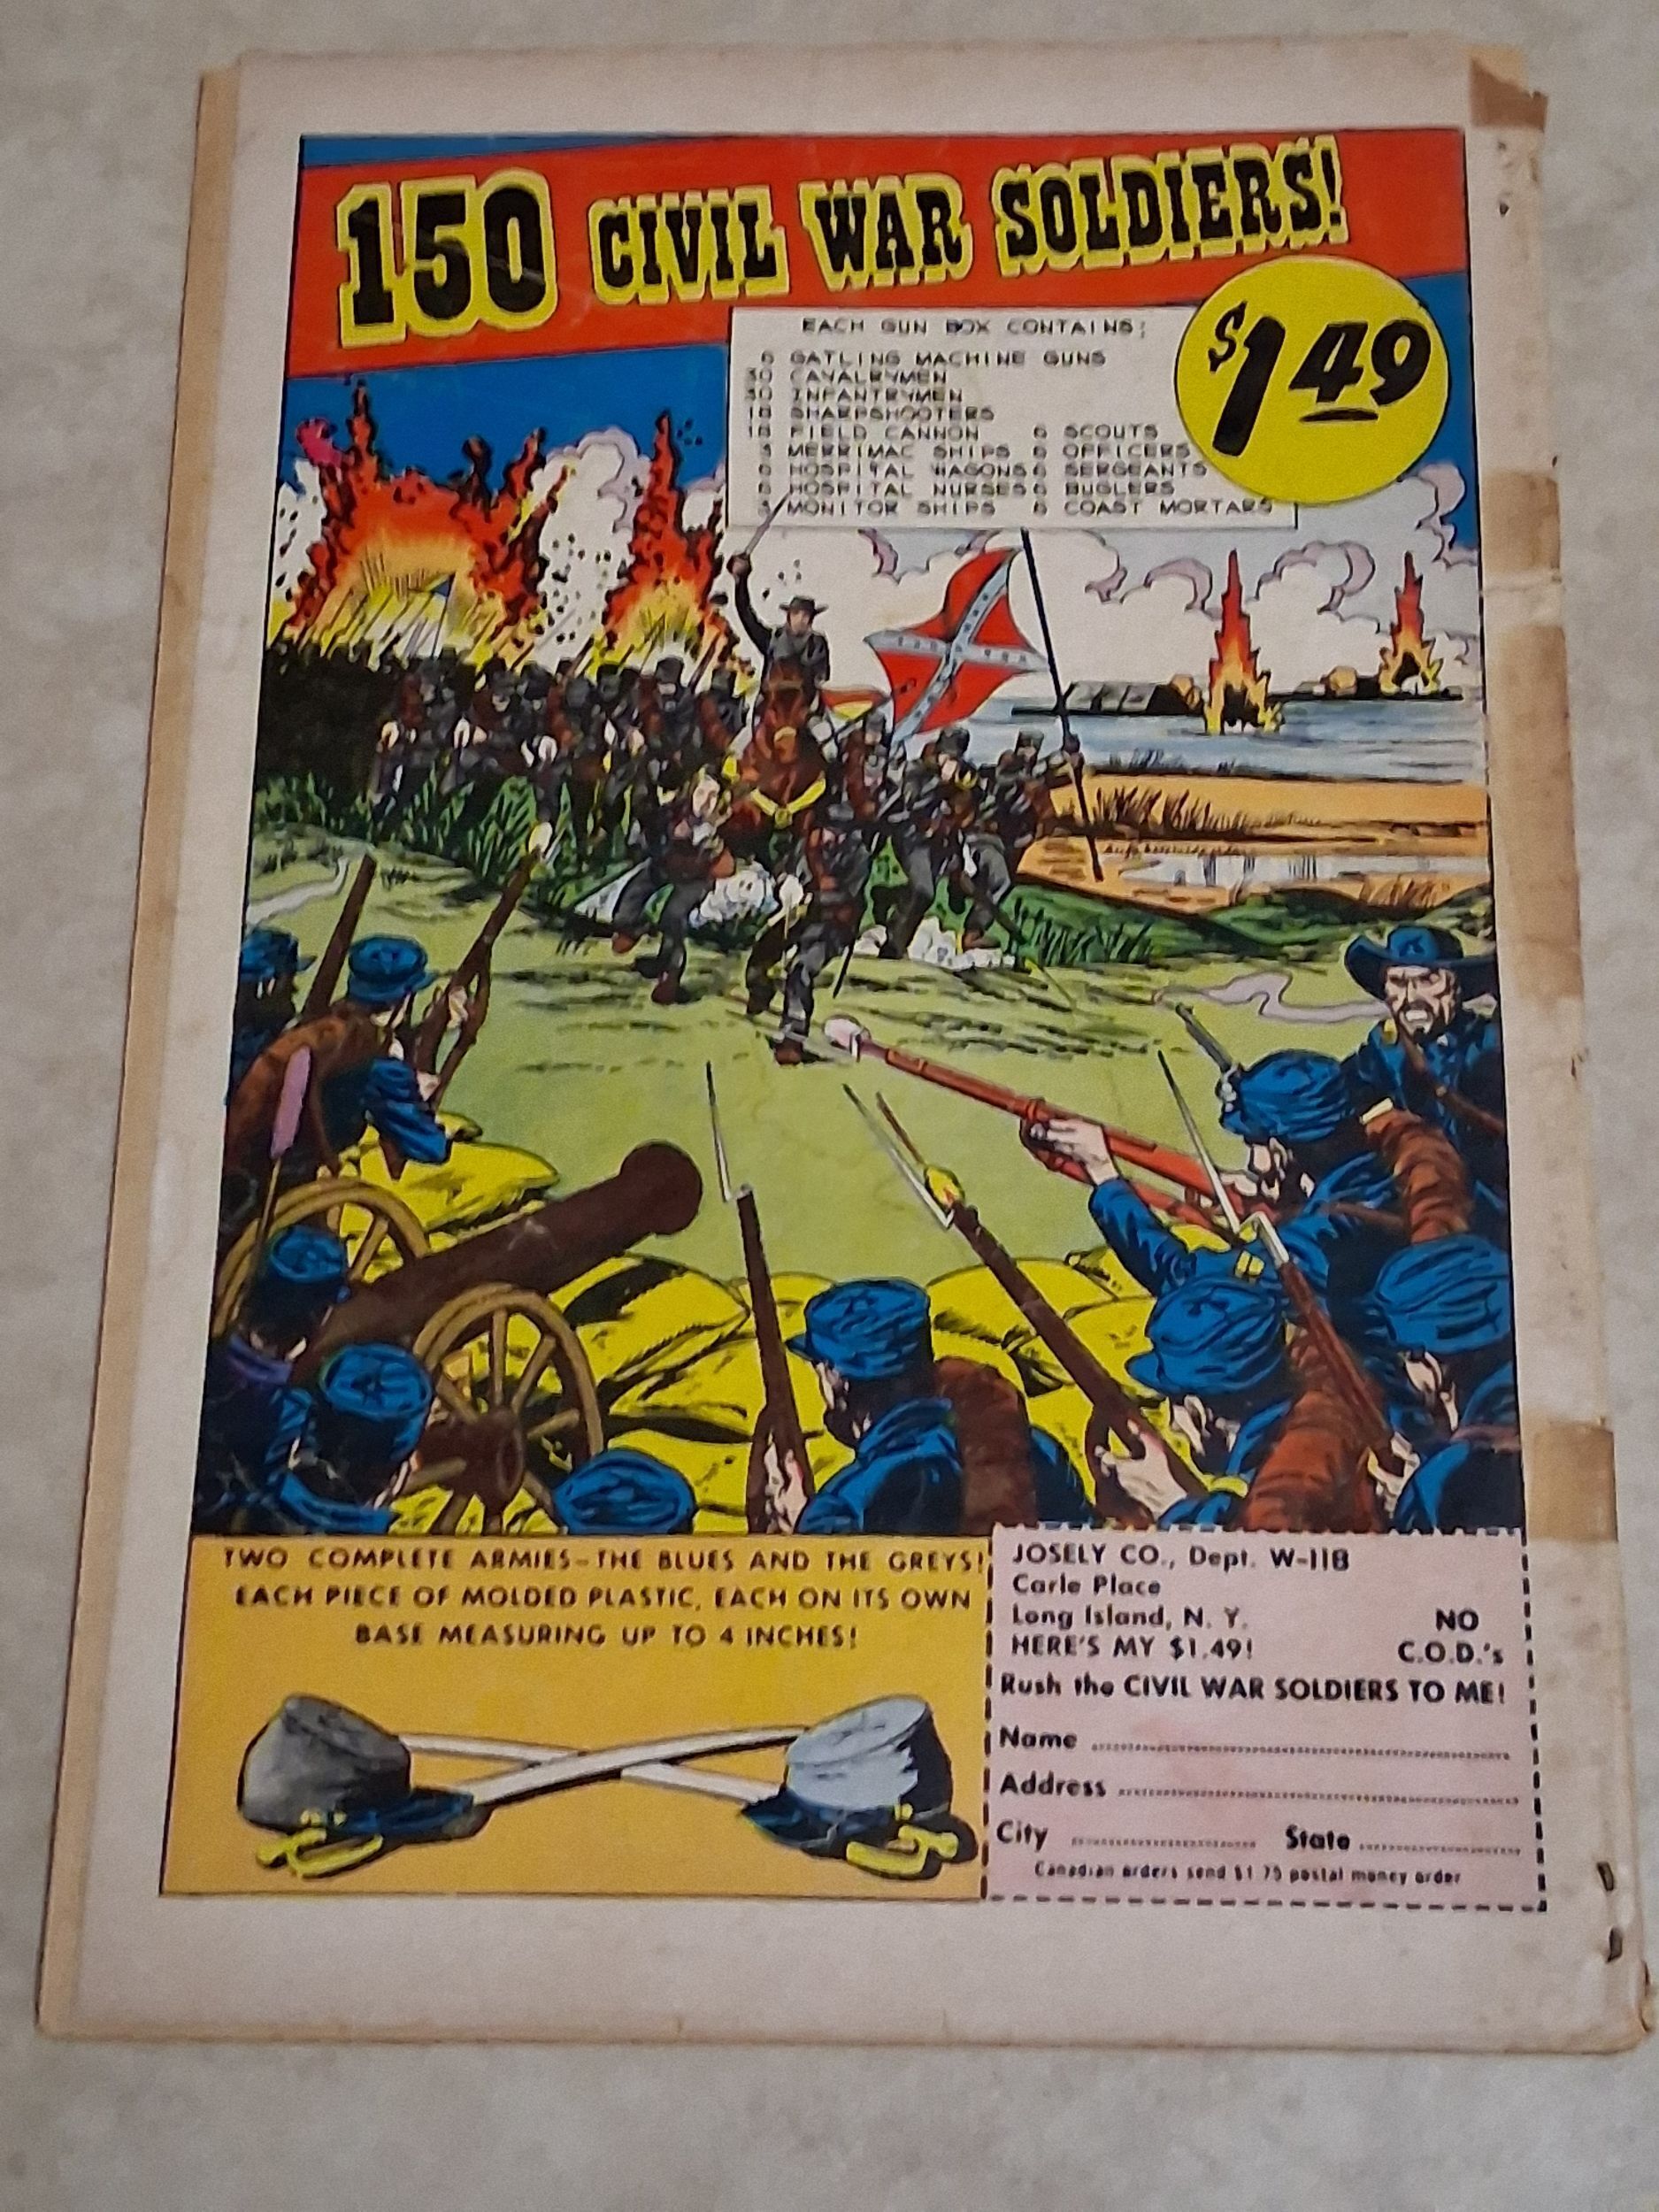 150 CIVIL WAR SOLDIERS!
$1.49
EACH GUN BOX CONTAINS:
6 GATLING MACHINE GUNS
30 CAVALRYMEN
30 INFANTRYMEN
18 SHARPSHOOTERS
18 FIELD CANNON 6 SCOUTS
3 MERRIMAC SHIPS 6 OFFICERS
6 HOSPITAL WAGONS 6 SERGEANTS
6 HOSPITAL NURSES 6 BUGLERS
3 MONITOR SHIPS 6 COAST MORTARS
TWO COMPLETE ARMIES-THE BLUES AND THE GREYS!
EACH PIECE OF MOLDED PLASTIC, EACH ON ITS OWN
BASE MEASURING UP TO 4 INCHES!
JOSELY CO., Dept. W-118
Carle Place
Long Island, N. Y.
HERE'S MY $1.49!
NO
C.O.D.'s
Rush the CIVIL WAR SOLDIERS TO ME!
Name
Address
City State
Canadian orders send $1.75 postal money order